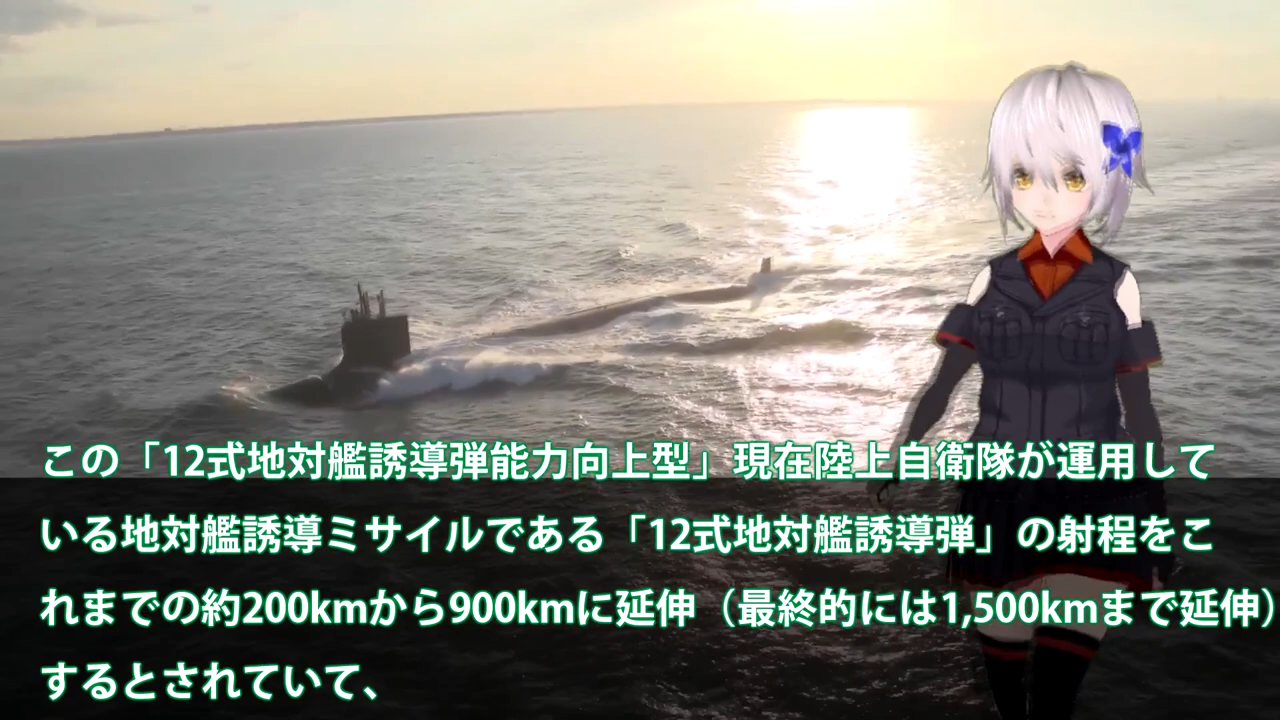 この「12式地対艦誘導弾能力向上型」現在陸上自衛隊が運用して
いる地対艦誘導ミサイルである「12式地対艦誘導弾」の射程をこ
れまでの約200kmから900kmに延伸（最終的には1,500kmまで延伸）
するとされていて、